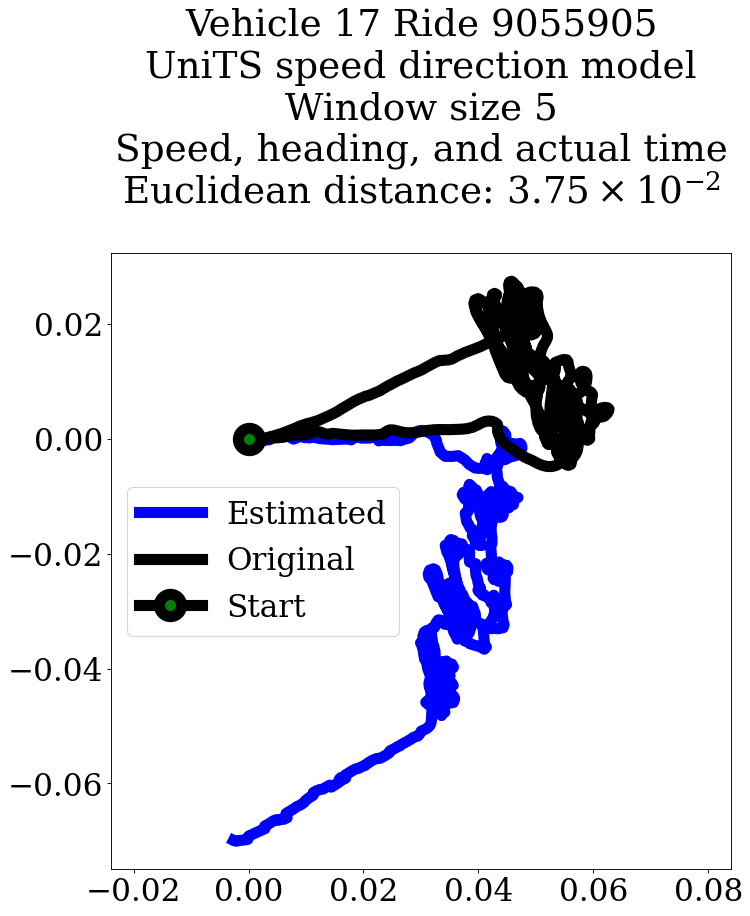 Vehicle 17 Ride 9055905
UniTS speed direction model
Window size 5
Speed, heading, and actual time
Euclidean distance: 3.75 × 10⁻²
0.02
0.00
−0.02
−0.04
−0.06
Estimated
Original
Start
−0.02 0.00 0.02 0.04 0.06 0.08